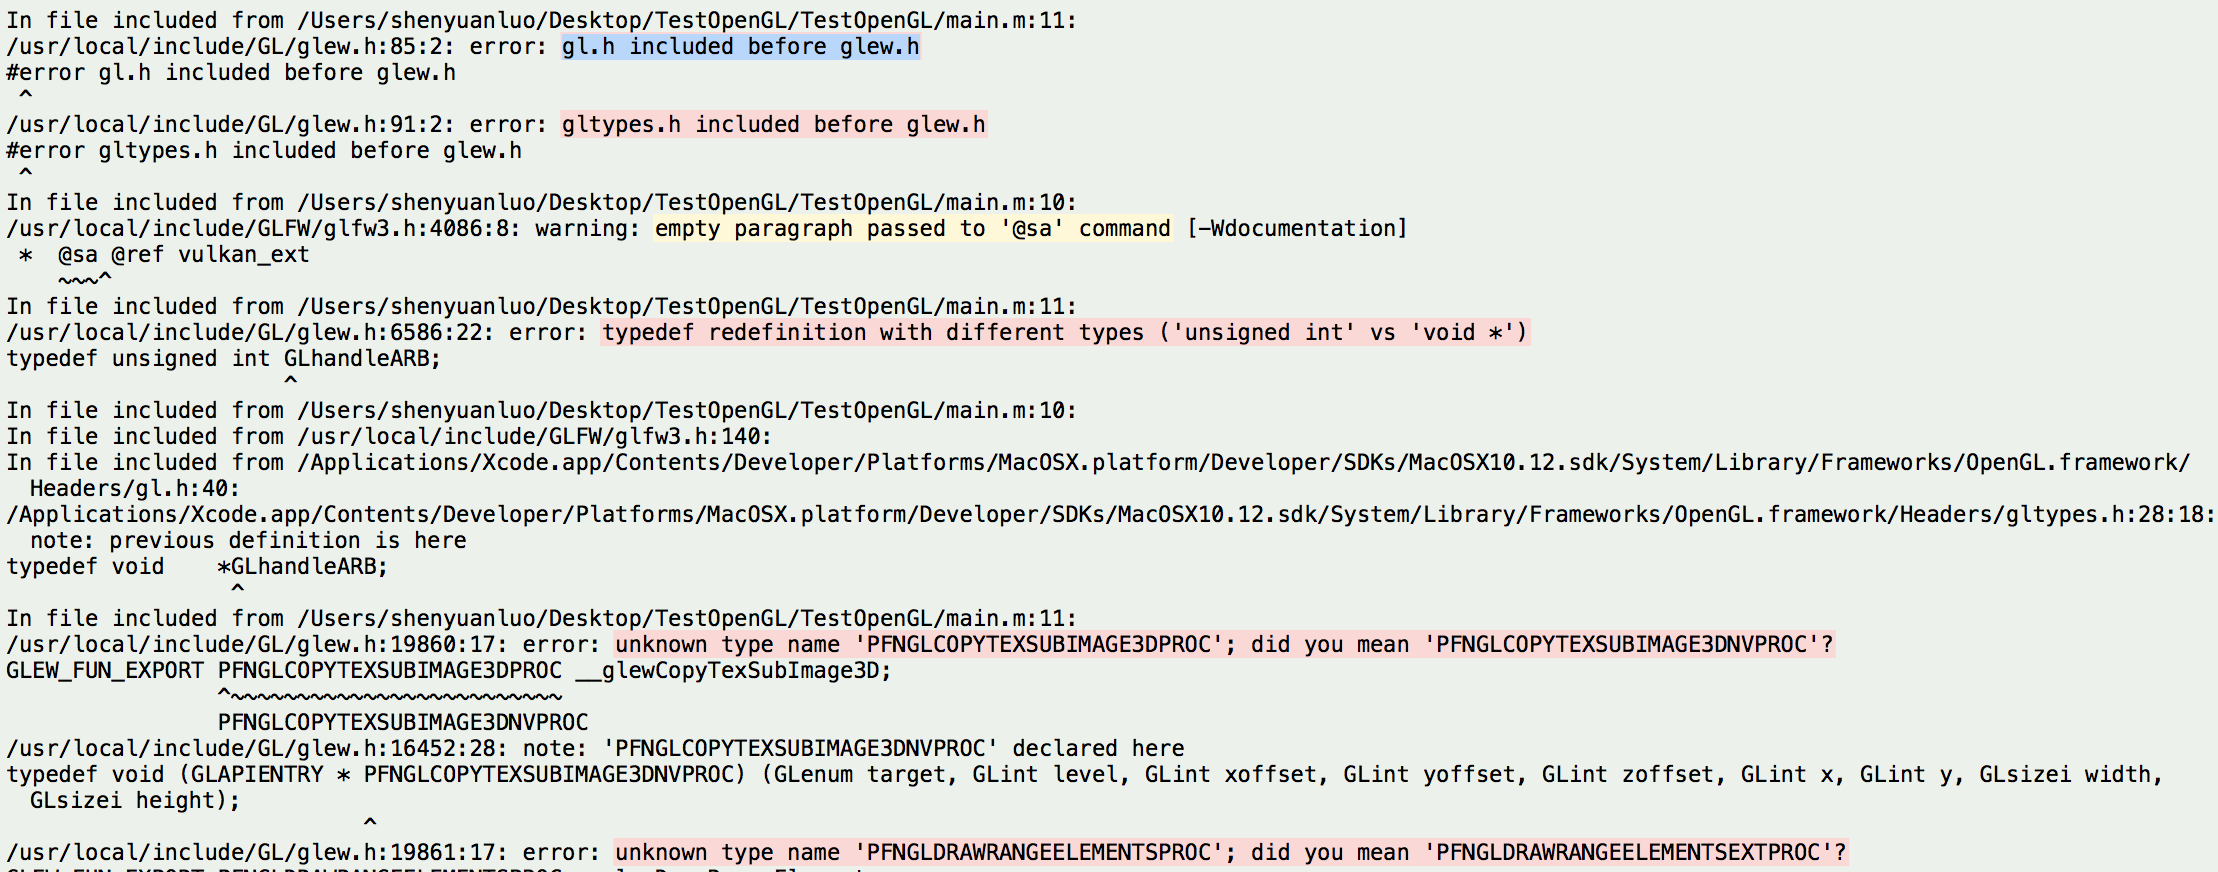 In file included from /Users/shenyuanluo/Desktop/TestOpenGL/TestOpenGL/main.m:11:
/usr/local/include/GL/glew.h:85:2: error: gl.h included before glew.h
#error gl.h included before glew.h
 ^
/usr/local/include/GL/glew.h:91:2: error: gltypes.h included before glew.h
#error gltypes.h included before glew.h
 ^
In file included from /Users/shenyuanluo/Desktop/TestOpenGL/TestOpenGL/main.m:10:
/usr/local/include/GLFW/glfw3.h:4086:8: warning: empty paragraph passed to '@sa' command [-Wdocumentation]
 *  @sa @ref vulkan_ext
    ~~~^
In file included from /Users/shenyuanluo/Desktop/TestOpenGL/TestOpenGL/main.m:11:
/usr/local/include/GL/glew.h:6586:22: error: typedef redefinition with different types ('unsigned int' vs 'void *')
typedef unsigned int GLhandleARB;
                     ^
In file included from /Users/shenyuanluo/Desktop/TestOpenGL/TestOpenGL/main.m:10:
In file included from /usr/local/include/GLFW/glfw3.h:140:
In file included from /Applications/Xcode.app/Contents/Developer/Platforms/MacOSX.platform/Developer/SDKs/MacOSX10.12.sdk/System/Library/Frameworks/OpenGL.framework/
Headers/gl.h:40:
/Applications/Xcode.app/Contents/Developer/Platforms/MacOSX.platform/Developer/SDKs/MacOSX10.12.sdk/System/Library/Frameworks/OpenGL.framework/Headers/gltypes.h:28:18:
note: previous definition is here
typedef void    *GLhandleARB;
                 ^
In file included from /Users/shenyuanluo/Desktop/TestOpenGL/TestOpenGL/main.m:11:
/usr/local/include/GL/glew.h:19860:17: error: unknown type name 'PFNGLCOPYTEXSUBIMAGE3DPROC'; did you mean 'PFNGLCOPYTEXSUBIMAGE3DNVPROC'?
GLEW_FUN_EXPORT PFNGLCOPYTEXSUBIMAGE3DPROC __glewCopyTexSubImage3D;
                ^~~~~~~~~~~~~~~~~~~~~~~~~~
                PFNGLCOPYTEXSUBIMAGE3DNVPROC
/usr/local/include/GL/glew.h:16452:28: note: 'PFNGLCOPYTEXSUBIMAGE3DNVPROC' declared here
typedef void (GLAPIENTRY * PFNGLCOPYTEXSUBIMAGE3DNVPROC) (GLenum target, GLint level, GLint xoffset, GLint yoffset, GLint zoffset, GLint x, GLint y, GLsizei width,
GLsizei height);
                           ^
/usr/local/include/GL/glew.h:19861:17: error: unknown type name 'PFNGLDRAWRANGEELEMENTSPROC'; did you mean 'PFNGLDRAWRANGEELEMENTSEXTPROC'?